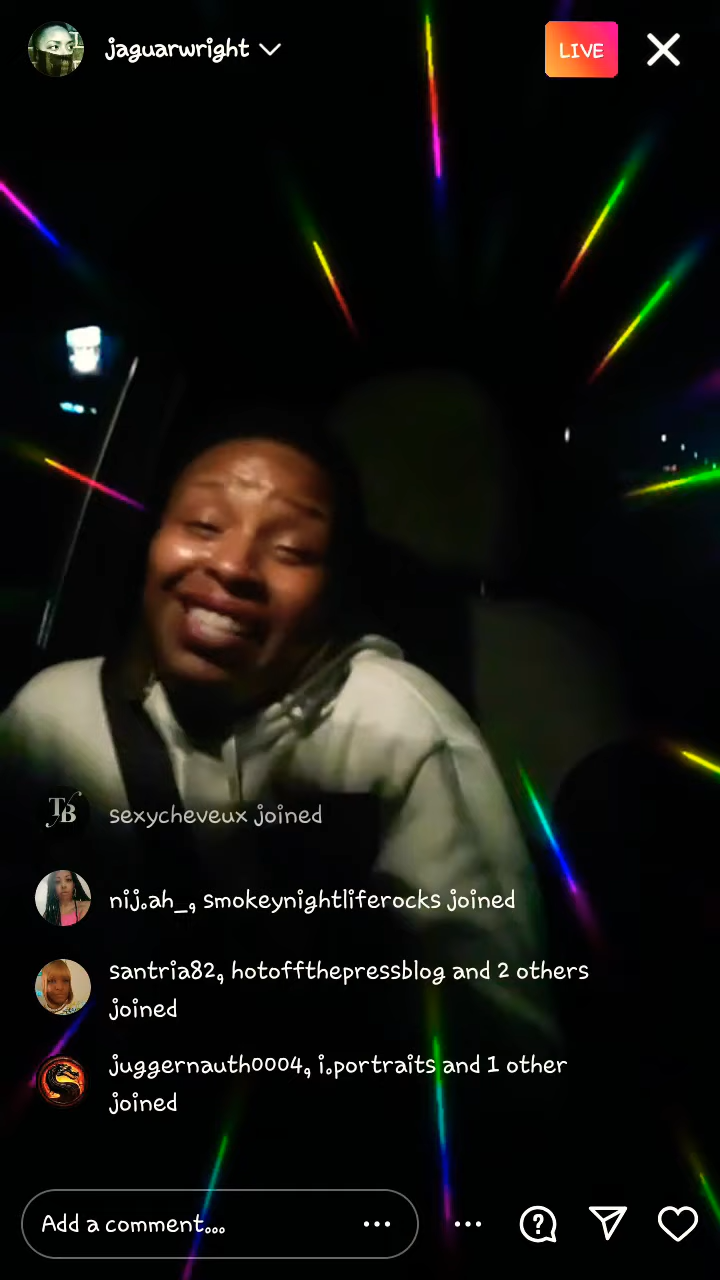 jaguarwright
LIVE
TB
sexycheveux joined
nij.ah_, smokeynightliferocks joined
santria82, hotoffthepressblog and 2 others
joined
juggernauth0004, i.portraits and 1 other
joined
Add a comment...